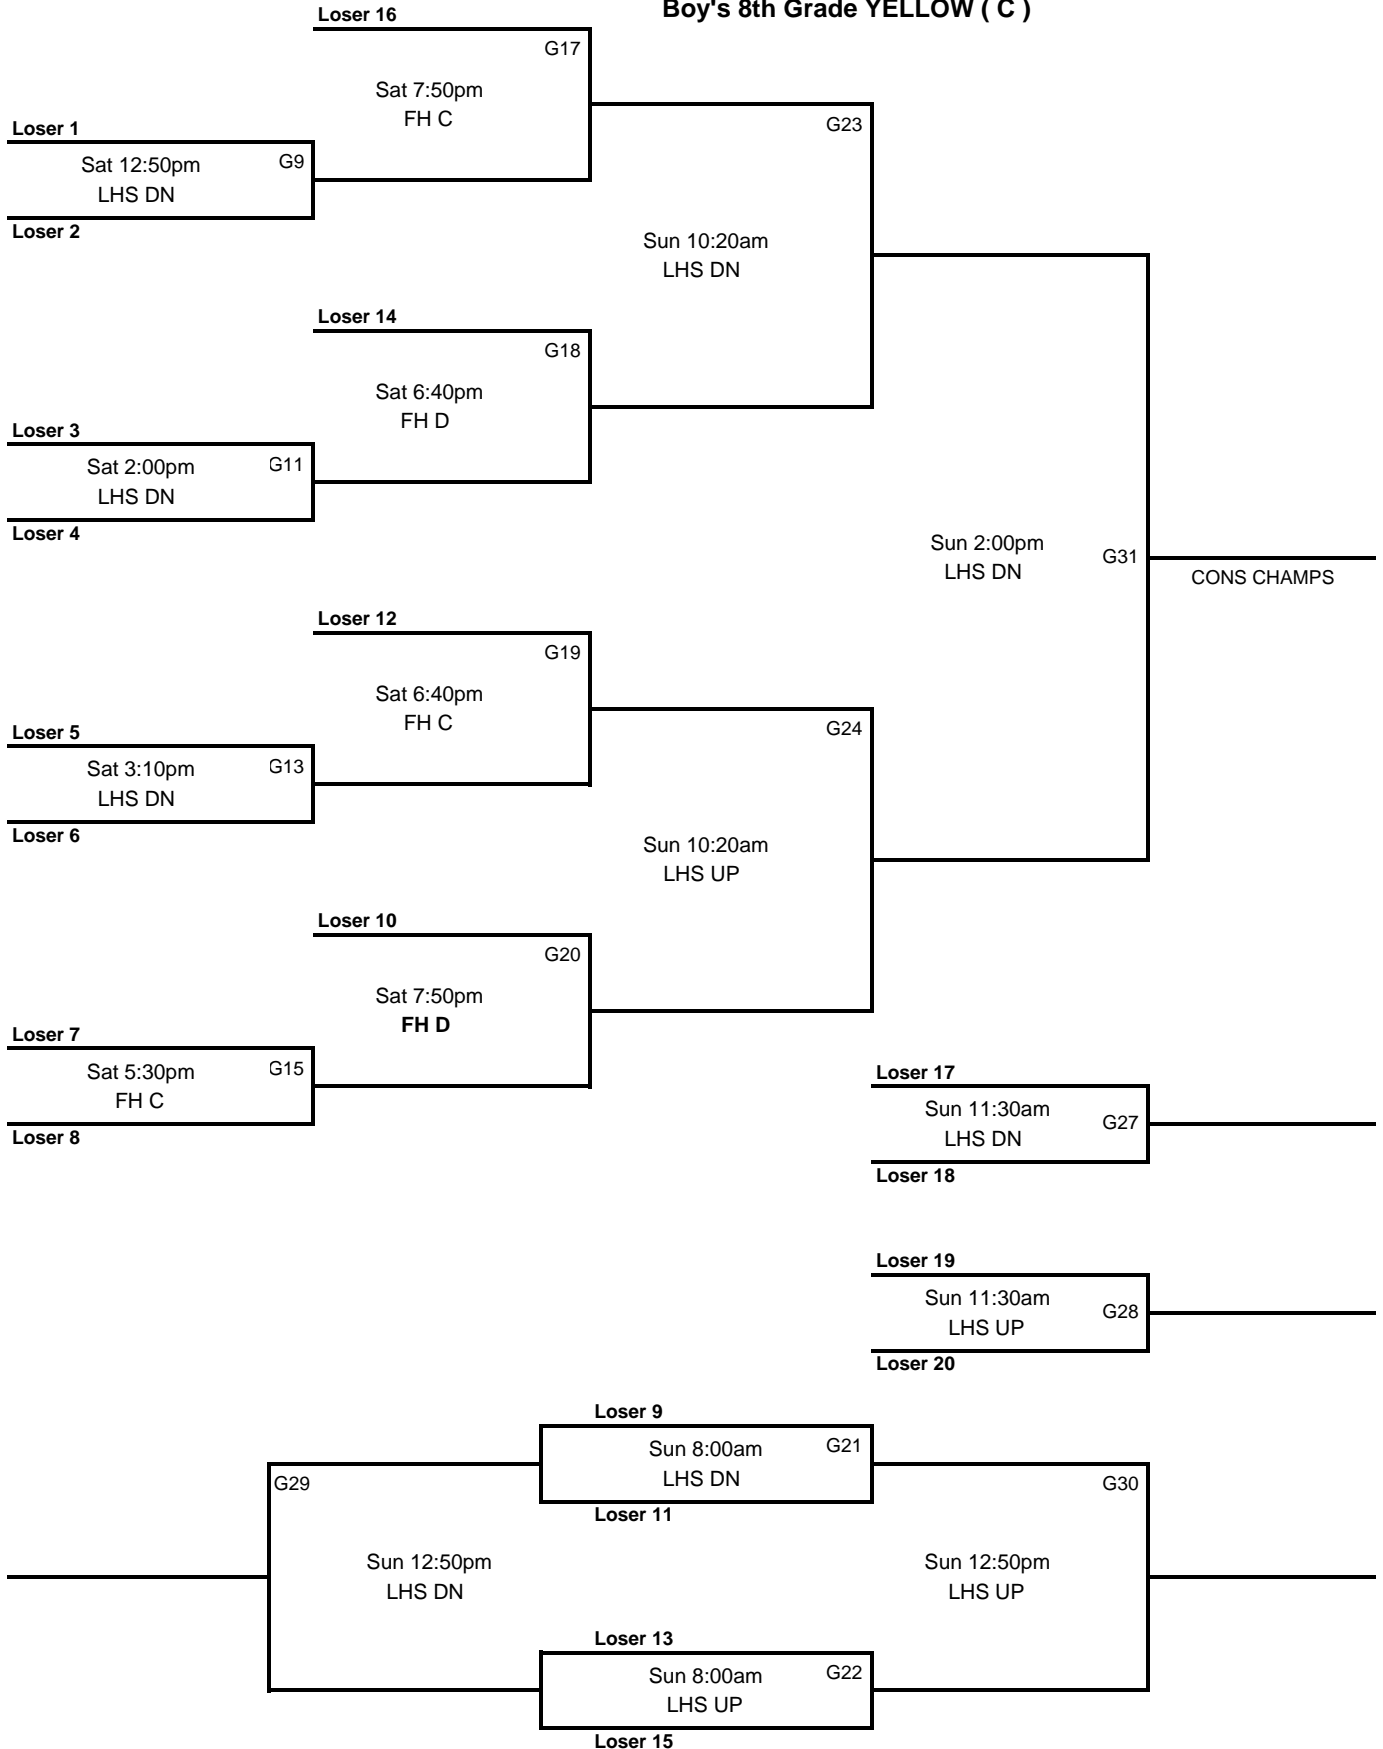 Boy's 8th Grade YELLOW ( C )
Loser 16
G17
Sat 7:50pm
FH C
Loser 1
Sat 12:50pm
G9
LHS DN
Loser 2
G23
Sun 10:20am
LHS DN
Loser 14
G18
Sat 6:40pm
FH D
Loser 3
Sat 2:00pm
G11
LHS DN
Loser 4
Sun 2:00pm
G31
LHS DN
CONS CHAMPS
Loser 12
G19
Sat 6:40pm
FH C
Loser 5
Sat 3:10pm
G13
LHS DN
Loser 6
G24
Sun 10:20am
LHS UP
Loser 10
G20
Sat 7:50pm
FH D
Loser 7
Sat 5:30pm
G15
FH C
Loser 8
Loser 17
Sun 11:30am
G27
LHS DN
Loser 18
Loser 19
Sun 11:30am
G28
LHS UP
Loser 20
Loser 9
Sun 8:00am
G21
LHS DN
Loser 11
G29
G30
Sun 12:50pm
LHS DN
Sun 12:50pm
LHS UP
Loser 13
Sun 8:00am
G22
LHS UP
Loser 15